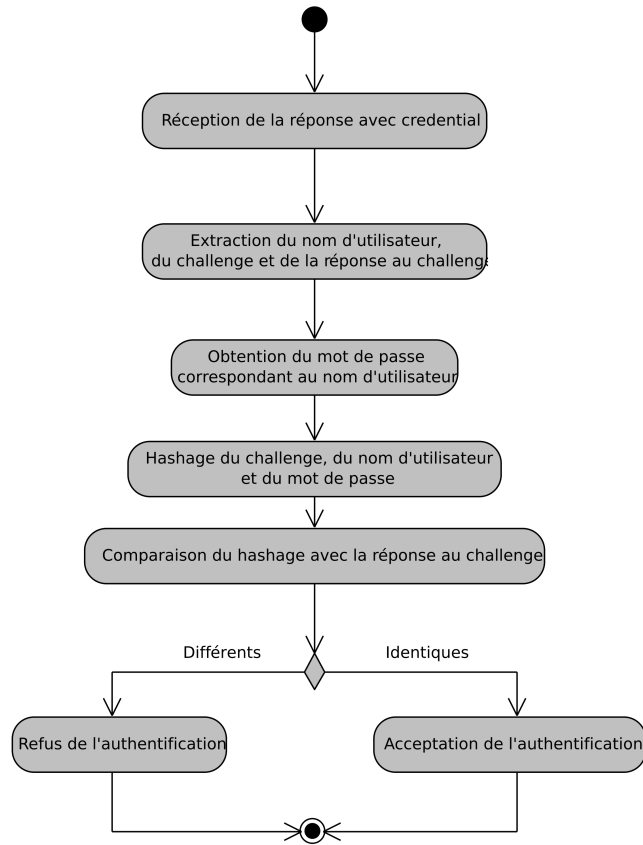 Réception de la réponse avec credential
Extraction du nom d'utilisateur,
du challenge et de la réponse au challenge
Obtention du mot de passe
correspondant au nom d'utilisateur
Hashage du challenge, du nom d'utilisateur
et du mot de passe
Comparaison du hashage avec la réponse au challenge
Différents
Identiques
Refus de l'authentification
Acceptation de l'authentification